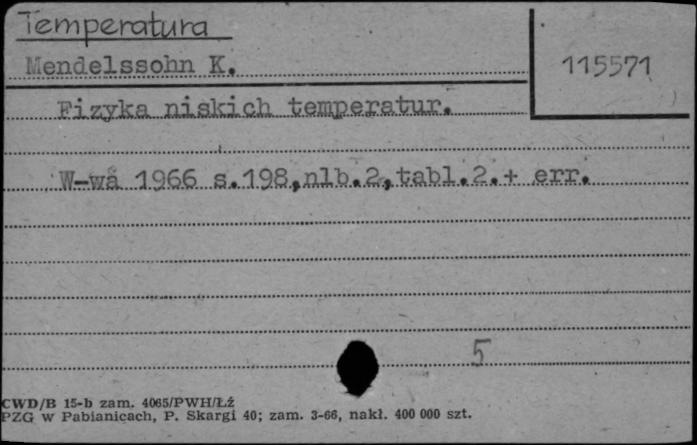 Temperatura
Mendelssohn K.
115571
Fizyka niskich temperatur.
W-wa 1966 s.198,nlb.2,tabl.2.+ err.
5
CWD/B 15-b zam. 4065/PWH/ŁŹ
PZG w Pabianicach, P. Skargi 40; zam. 3-66, nakł. 400 000 szt.